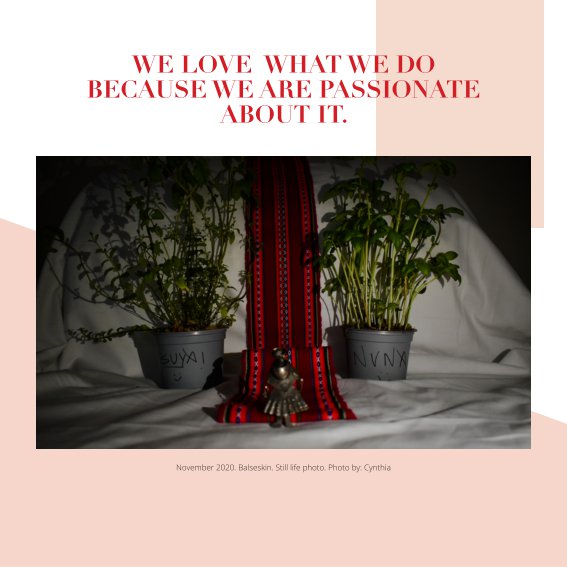 WE LOVE WHAT WE DO
BECAUSE WE ARE PASSIONATE
ABOUT IT.
SUYXI
NVNX
November 2020. Balseskin. Still life photo. Photo by: Cynthia